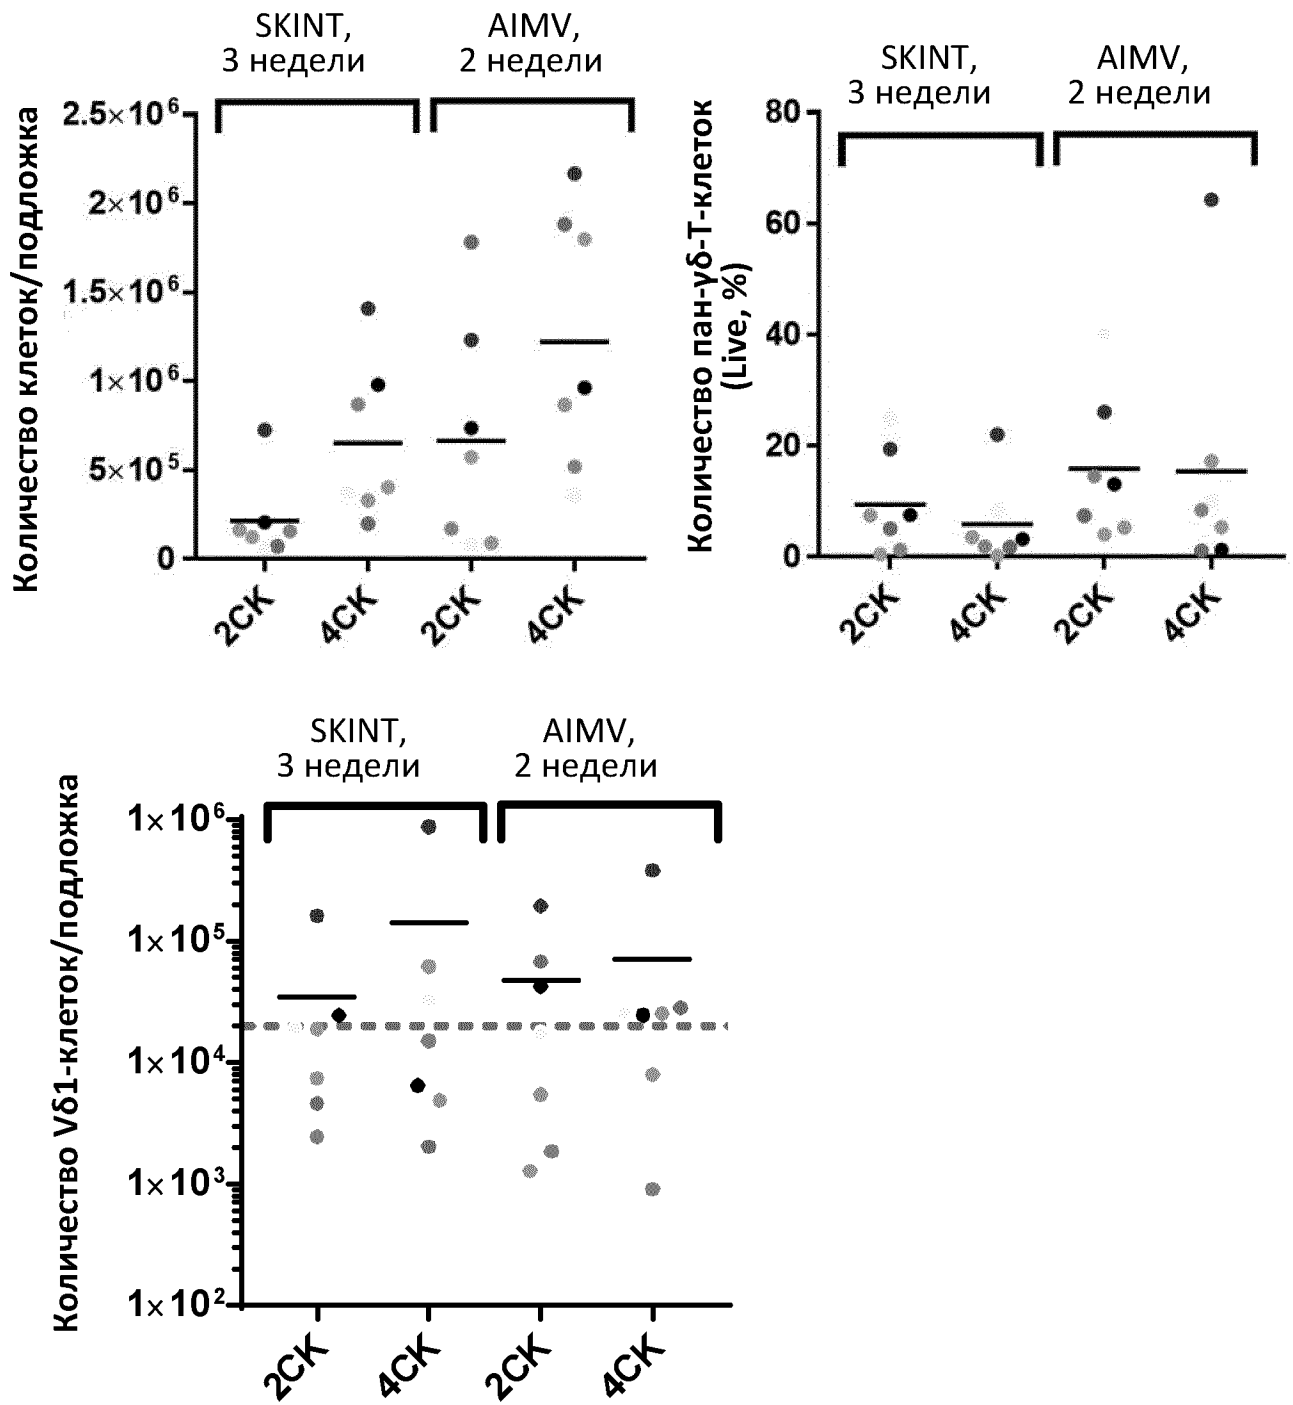 SKINT,
3 недели
AIMV,
2 недели
Количество клеток/подложка
2.5×10⁶
2×10⁶
1.5×10⁶
1×10⁶
5×10⁵
0
2CK
4CK
2CK
4CK
SKINT,
3 недели
AIMV,
2 недели
Количество пан-γδ-T-клеток
(Live, %)
80
60
40
20
0
2CK
4CK
2CK
4CK
SKINT,
3 недели
AIMV,
2 недели
Количество Vδ1-клеток/подложка
1×10⁶
1×10⁵
1×10⁴
1×10³
1×10²
2CK
4CK
2CK
4CK